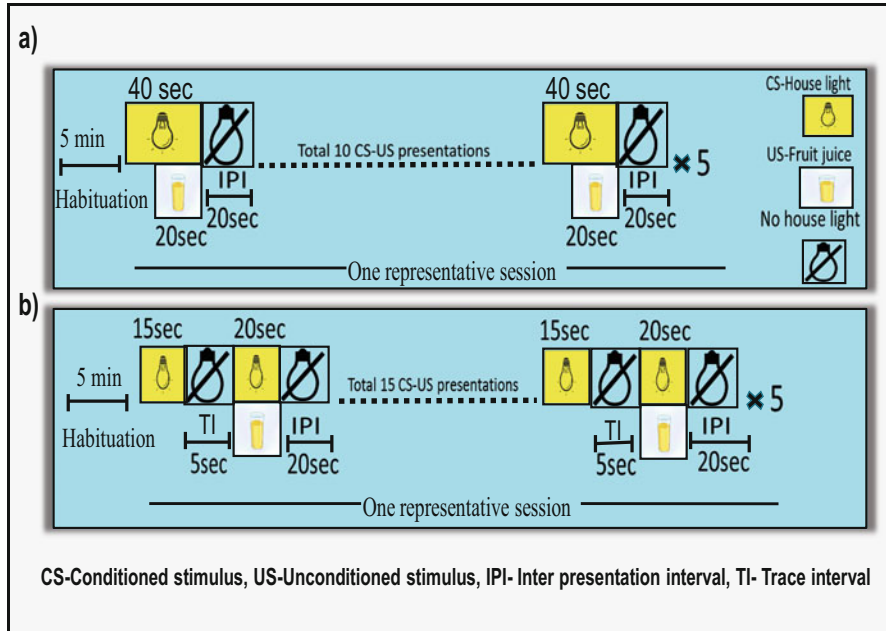 a)
40 sec
40 sec
CS-House light
5 min
Total 10 CS-US presentations
US-Fruit juice
IPI
IPI
× 5
Habituation
20sec
20sec
No house light
20sec
20sec
One representative session
b)
15sec
20sec
15sec
20sec
5 min
Total 15 CS-US presentations
× 5
Habituation
TI
IPI
TI
IPI
5sec
20sec
5sec
20sec
One representative session
CS-Conditioned stimulus, US-Unconditioned stimulus, IPI- Inter presentation interval, TI- Trace interval